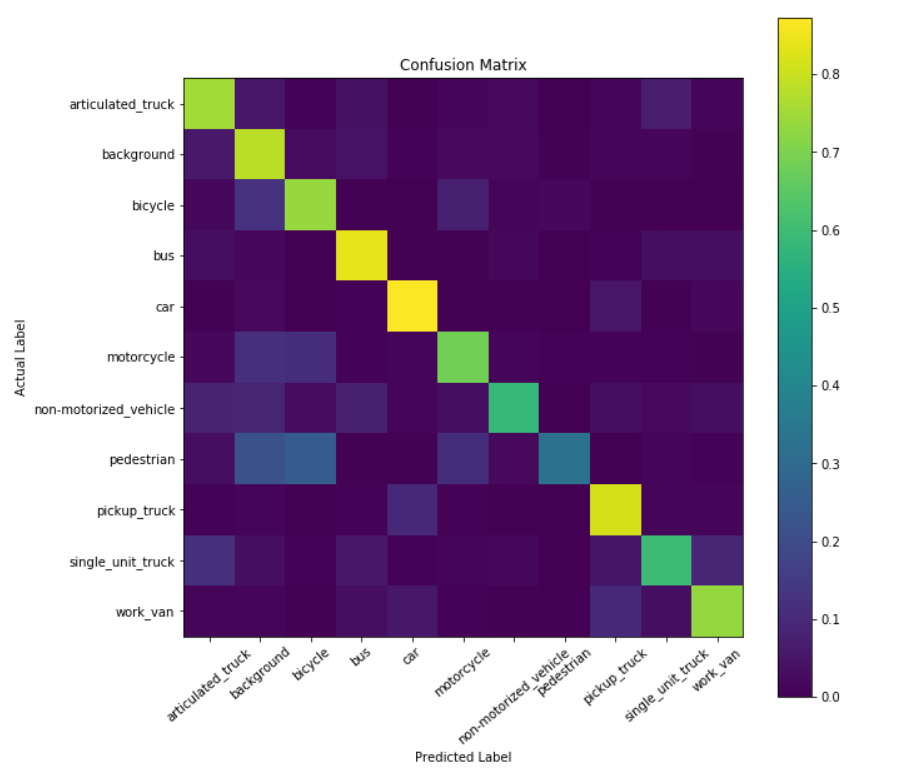 Confusion Matrix
Actual Label
articulated_truck
background
bicycle
bus
car
motorcycle
non-motorized_vehicle
pedestrian
pickup_truck
single_unit_truck
work_van
articulated_truck
background
bicycle
bus
car
motorcycle
non-motorized_vehicle
pedestrian
pickup_truck
single_unit_truck
work_van
Predicted Label
0.8
0.7
0.6
0.5
0.4
0.3
0.2
0.1
0.0